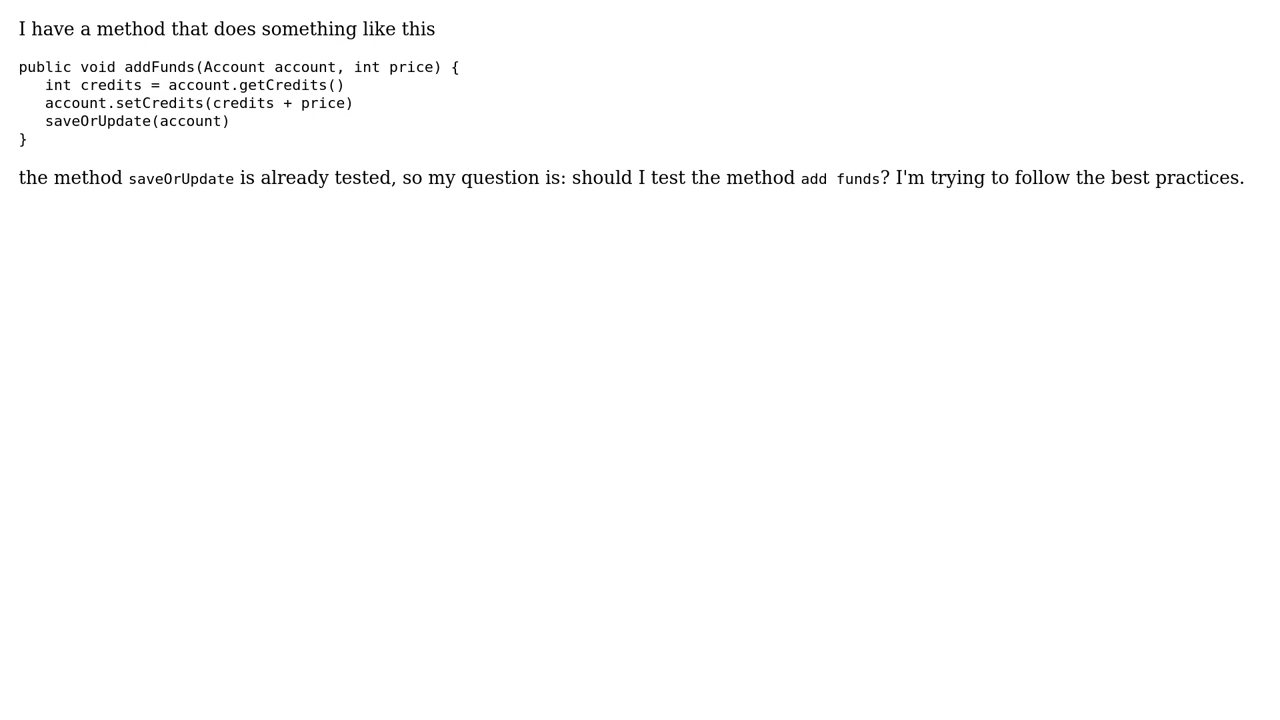 I have a method that does something like this
public void addFunds(Account account, int price) {
   int credits = account.getCredits()
   account.setCredits(credits + price)
   saveOrUpdate(account)
}
the method saveOrUpdate is already tested, so my question is: should I test the method add funds? I'm trying to follow the best practices.